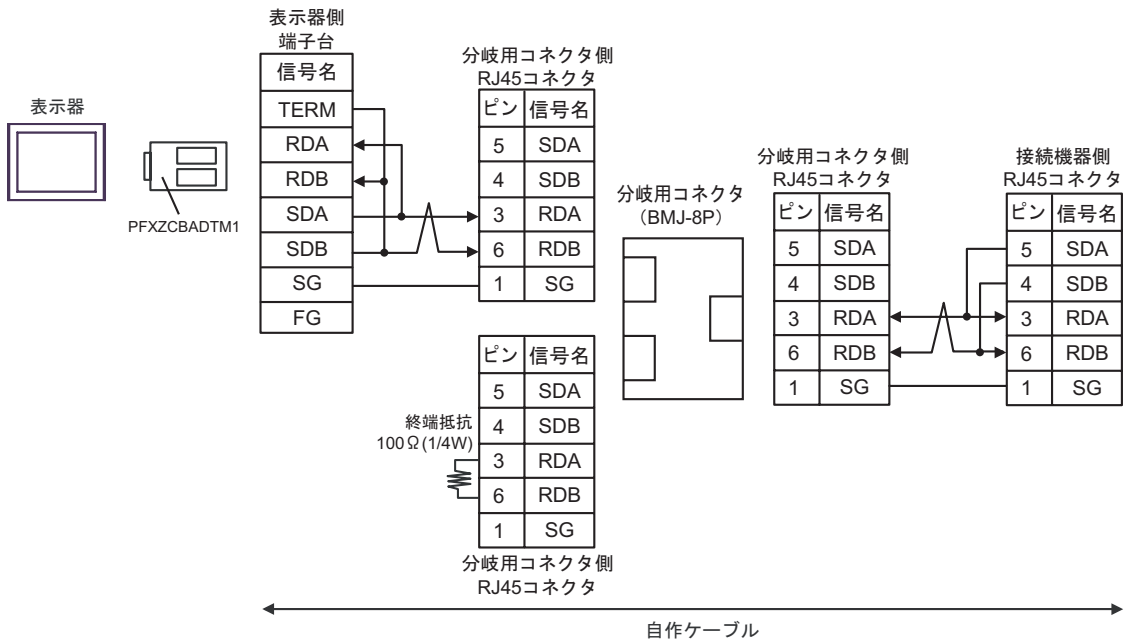 表示器
PFXZCBADTM1
表示器側
端子台
信号名
TERM
RDA
RDB
SDA
SDB
SG
FG
分岐用コネクタ側
RJ45コネクタ
ピン 信号名
5 SDA
4 SDB
3 RDA
6 RDB
1 SG
終端抵抗
100Ω(1/4W)
ピン 信号名
5 SDA
4 SDB
3 RDA
6 RDB
1 SG
分岐用コネクタ側
RJ45コネクタ
分岐用コネクタ
（BMJ-8P）
分岐用コネクタ側
RJ45コネクタ
ピン 信号名
5 SDA
4 SDB
3 RDA
6 RDB
1 SG
接続機器側
RJ45コネクタ
ピン 信号名
5 SDA
4 SDB
3 RDA
6 RDB
1 SG
自作ケーブル